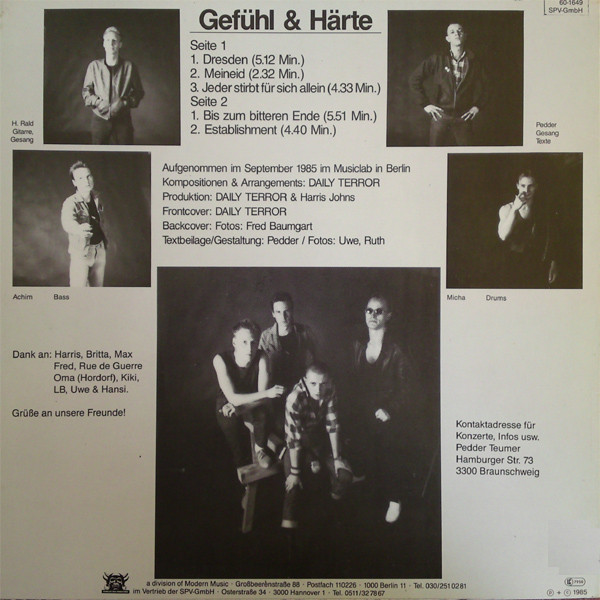 60-1649
SPV-GmbH
Gefühl & Härte
Seite 1
1. Dresden (5.12 Min.)
2. Meineid (2.32 Min.)
3. Jeder stirbt für sich allein (4.33 Min.)
Seite 2
1. Bis zum bitteren Ende (5.51 Min.)
2. Establishment (4.40 Min.)
H. Rald
Gitarre,
Gesang
Pedder
Gesang
Texte
Aufgenommen im September 1985 im Musiclab in Berlin
Kompositionen & Arrangements: DAILY TERROR
Produktion: DAILY TERROR & Harris Johns
Frontcover: DAILY TERROR
Backcover: Fotos: Fred Baumgart
Textbeilage/Gestaltung: Pedder / Fotos: Uwe, Ruth
Achim Bass
Micha Drums
Dank an: Harris, Britta, Max
Fred, Rue de Guerre
Oma (Hordorf), Kiki,
LB, Uwe & Hansi.
Grüße an unsere Freunde!
Kontaktadresse für
Konzerte, Infos usw.
Pedder Teumer
Hamburger Str. 73
3300 Braunschweig
a division of Modern Music · Großbeerenstraße 88 · Postfach 110226 · 1000 Berlin 11 · Tel. 030/251 02 81
im Vertrieb der SPV-GmbH · Osterstraße 34 · 3000 Hannover 1 · Tel. 0511/32 78 67
℗ + © 1985